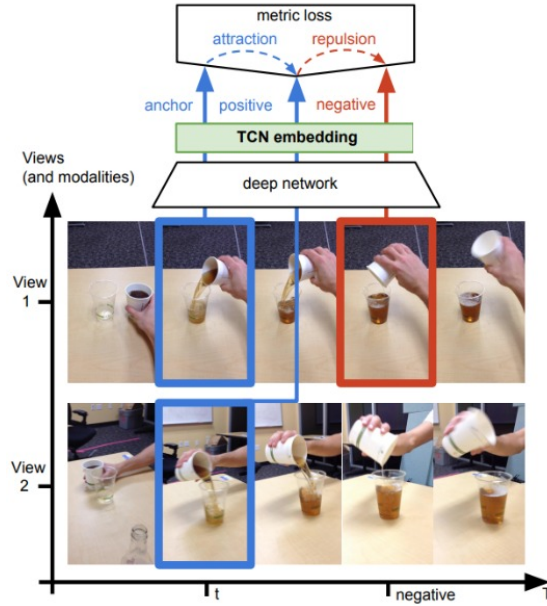 metric loss
attraction repulsion
anchor positive negative
TCN embedding
deep network
Views
(and modalities)
View
1
View
2
t negative T